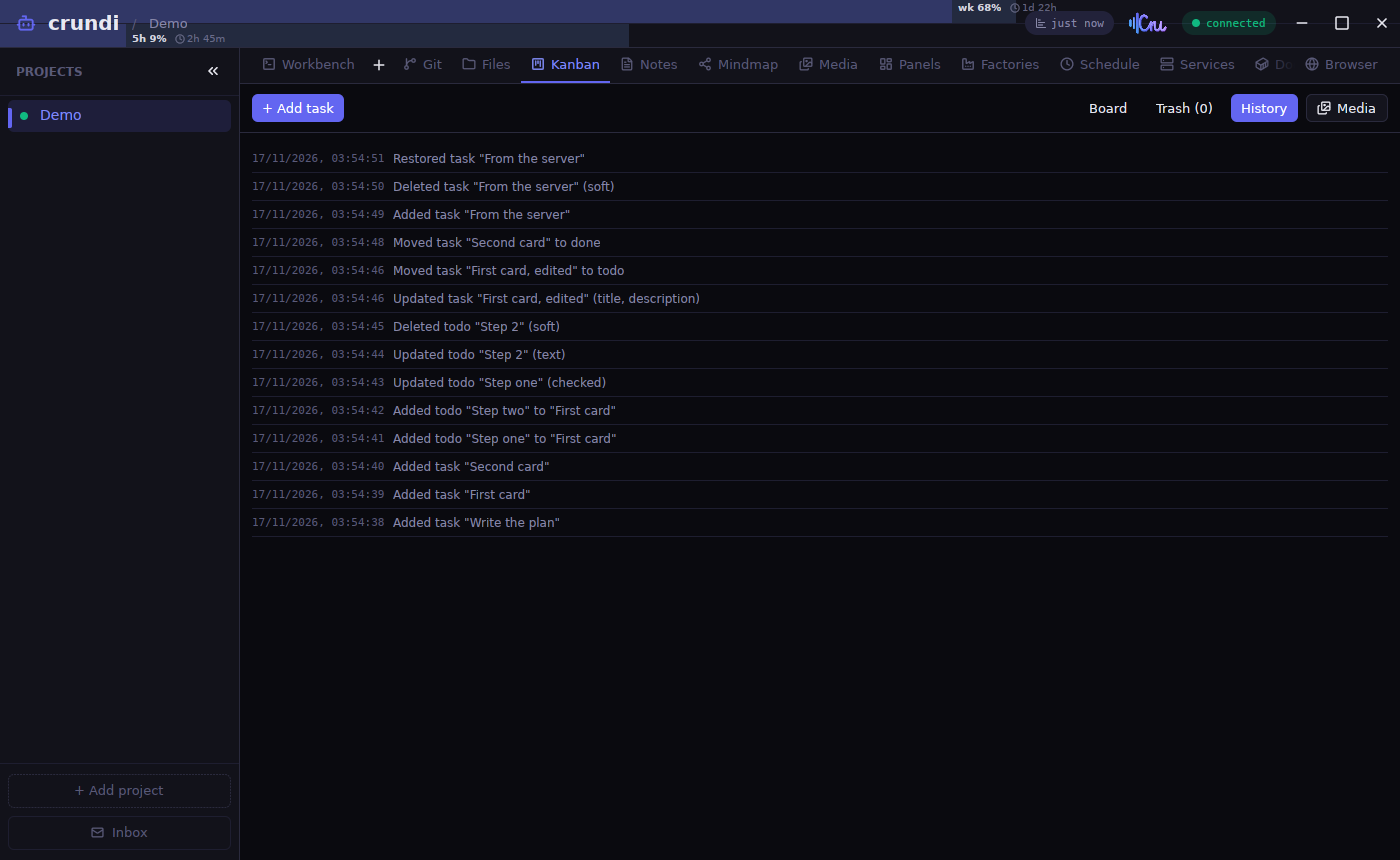 wk 68% 1d 22h
crundi / Demo
5h 9% 2h 45m
just now
Cru
connected
PROJECTS
Workbench + Git Files Kanban Notes Mindmap Media Panels Factories Schedule Services Do Browser
Demo
+ Add task
Board Trash (0) History Media
17/11/2026, 03:54:51 Restored task "From the server"
17/11/2026, 03:54:50 Deleted task "From the server" (soft)
17/11/2026, 03:54:49 Added task "From the server"
17/11/2026, 03:54:48 Moved task "Second card" to done
17/11/2026, 03:54:46 Moved task "First card, edited" to todo
17/11/2026, 03:54:46 Updated task "First card, edited" (title, description)
17/11/2026, 03:54:45 Deleted todo "Step 2" (soft)
17/11/2026, 03:54:44 Updated todo "Step 2" (text)
17/11/2026, 03:54:43 Updated todo "Step one" (checked)
17/11/2026, 03:54:42 Added todo "Step two" to "First card"
17/11/2026, 03:54:41 Added todo "Step one" to "First card"
17/11/2026, 03:54:40 Added task "Second card"
17/11/2026, 03:54:39 Added task "First card"
17/11/2026, 03:54:38 Added task "Write the plan"
+ Add project
Inbox